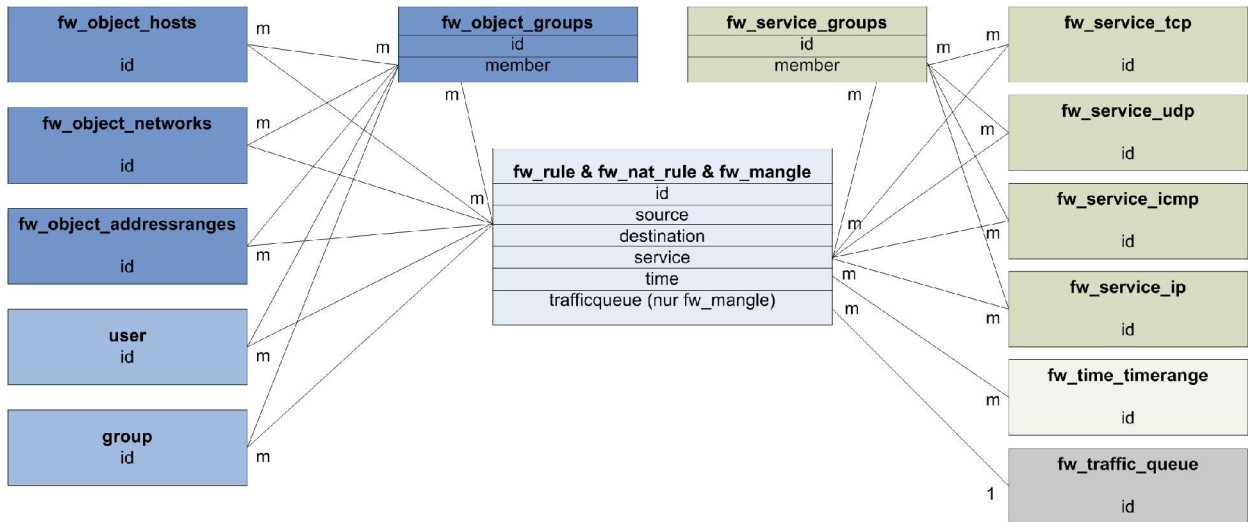 fw_object_hosts
id
fw_object_networks
id
fw_object_addressranges
id
user
id
group
id
m
m
m
m
m
fw_object_groups
id
member
m
m
m
fw_rule & fw_nat_rule & fw_mangle
id
source
destination
service
time
trafficqueue (nur fw_mangle)
fw_service_groups
id
member
m
m
m
m
m
m
m
m
m
m
1
fw_service_tcp
id
fw_service_udp
id
fw_service_icmp
id
fw_service_ip
id
fw_time_timerange
id
fw_traffic_queue
id